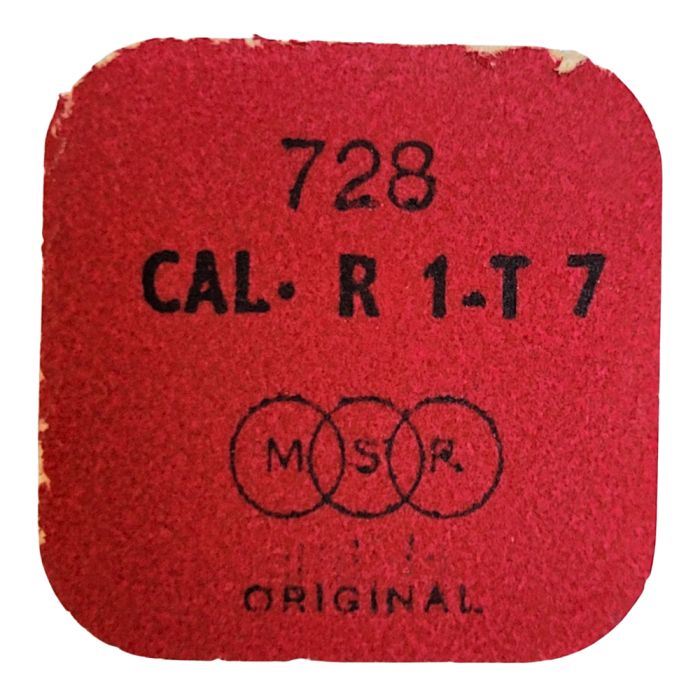 728
CAL. R 1-T 7
M S R
ORIGINAL